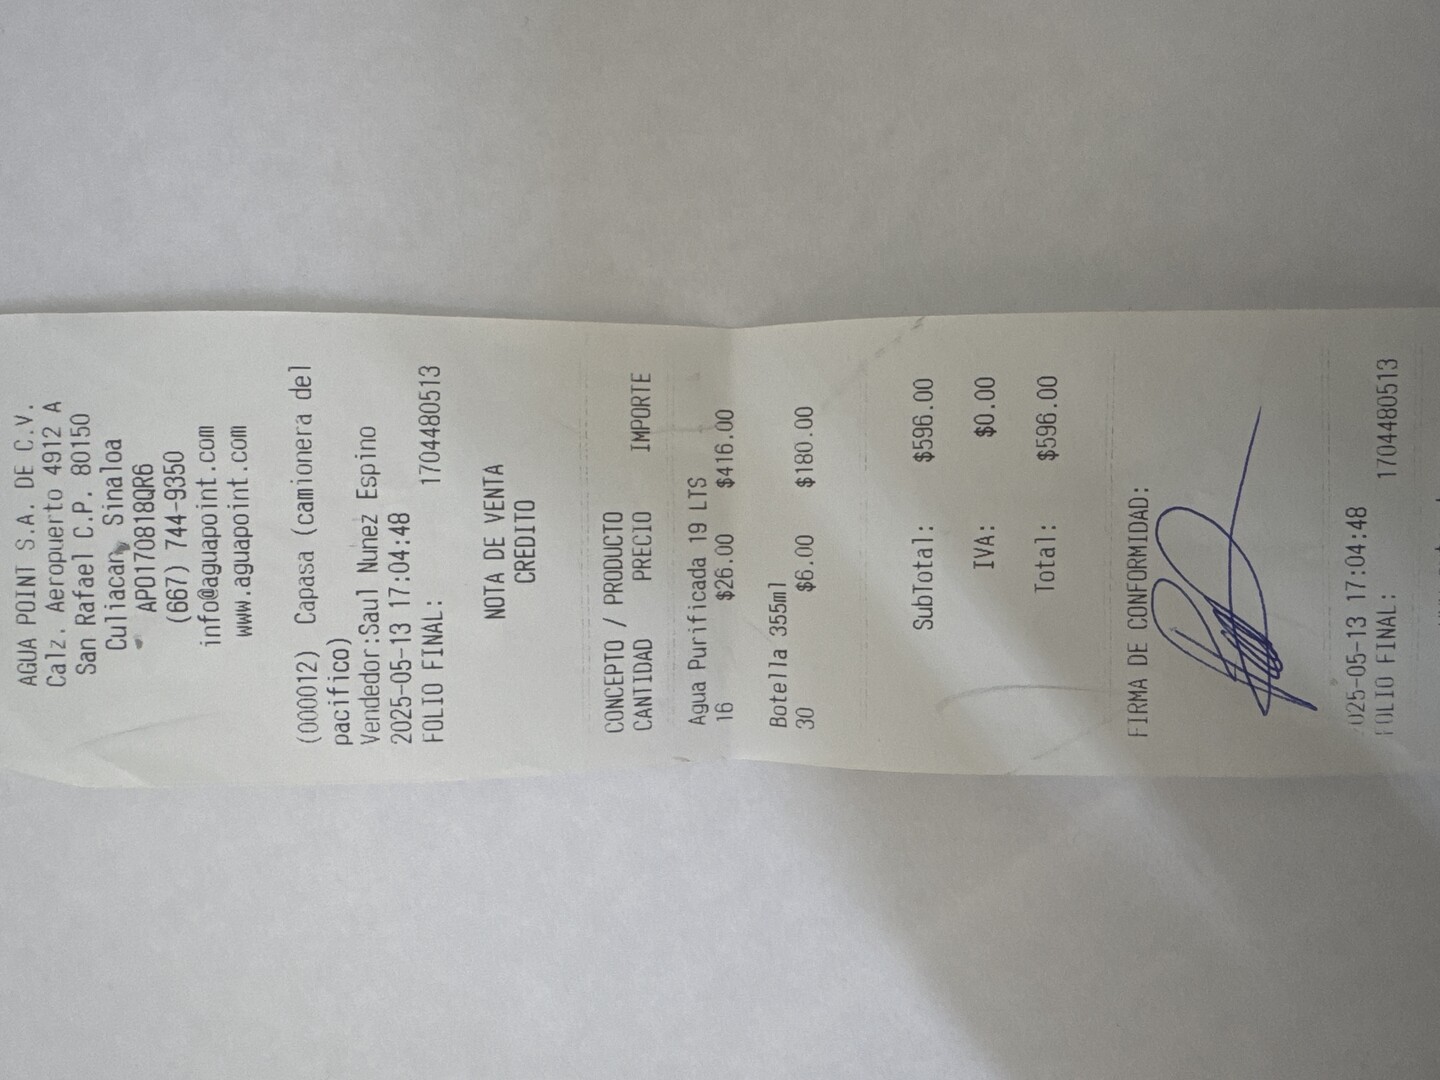 AGUA POINT S.A. DE C.V.
Calz. Aeropuerto 4912 A
San Rafael C.P. 80150
Culiacan, Sinaloa
APO170818QR6
(667) 744-9350
info@aguapoint.com
www.aguapoint.com
(000012) Capasa (camionera del
pacifico)
Vendedor:Saul Nunez Espino
2025-05-13 17:04:48
FOLIO FINAL: 1704480513
NOTA DE VENTA
CREDITO
CONCEPTO / PRODUCTO
CANTIDAD PRECIO IMPORTE
Agua Purificada 19 LTS
16 $26.00 $416.00
Botella 355ml
30 $6.00 $180.00
SubTotal: $596.00
IVA: $0.00
Total: $596.00
FIRMA DE CONFORMIDAD:
2025-05-13 17:04:48
FOLIO FINAL: 1704480513